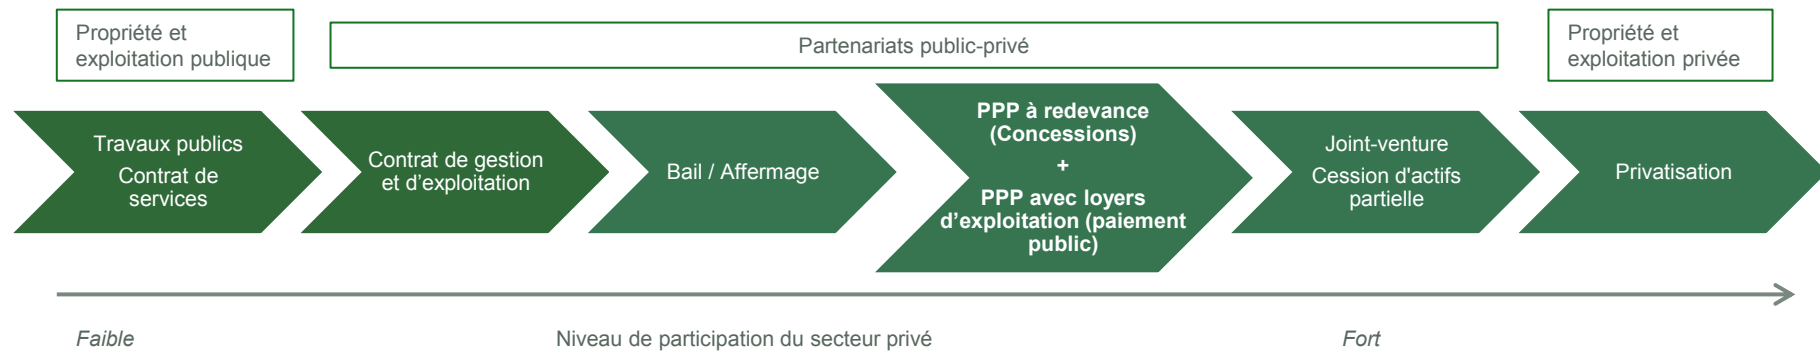 Propriété et
exploitation publique
Partenariats public-privé
Propriété et
exploitation privée
Travaux publics
Contrat de
services
Contrat de gestion
et d'exploitation
Bail / Affermage
PPP à redevance
(Concessions)
+
PPP avec loyers
d’exploitation (paiement
public)
Joint-venture
Cession d'actifs
partielle
Privatisation
Faible
Niveau de participation du secteur privé
Fort